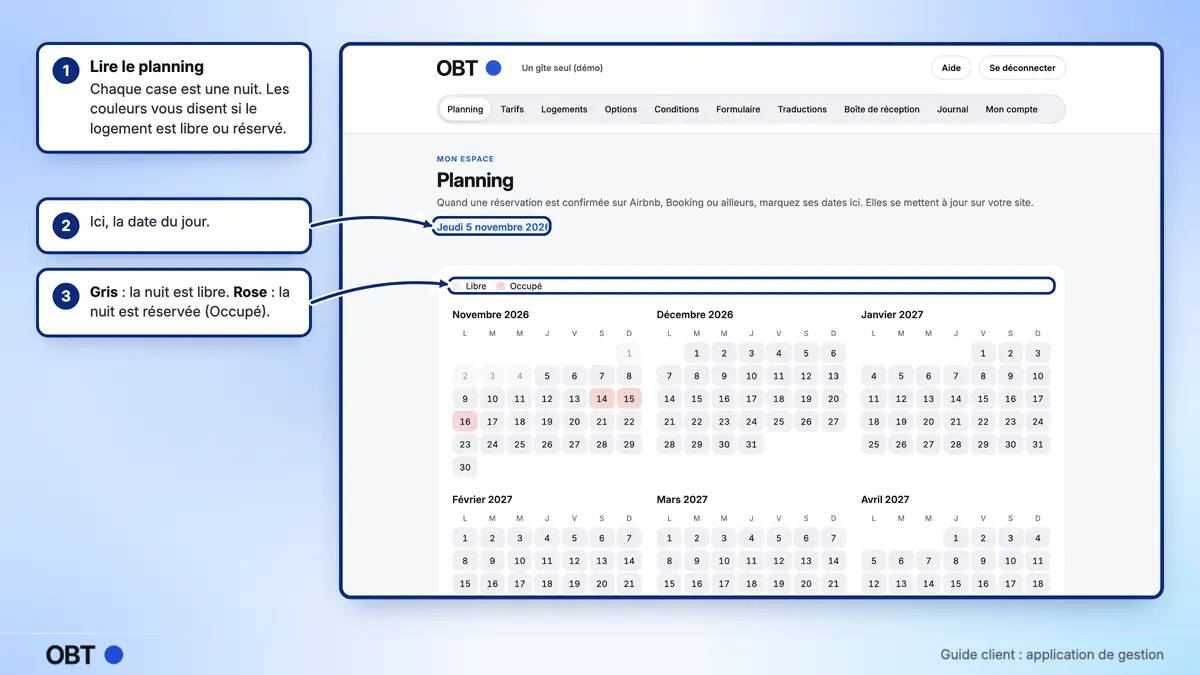 1
Lire le planning
Chaque case est une nuit. Les
couleurs vous disent si le
logement est libre ou réservé.
2
Ici, la date du jour.
3
Gris : la nuit est libre. Rose : la
nuit est réservée (Occupé).
OBT
Un gîte seul (démo)
Aide
Se déconnecter
Planning Tarifs Logements Options Conditions Formulaire Traductions Boîte de réception Journal Mon compte
MON ESPACE
Planning
Quand une réservation est confirmée sur Airbnb, Booking ou ailleurs, marquez ses dates ici. Elles se mettent à jour sur votre site.
Jeudi 5 novembre 2026
Libre Occupé
Novembre 2026
L M M J V S D
1
2 3 4 5 6 7 8
9 10 11 12 13 14 15
16 17 18 19 20 21 22
23 24 25 26 27 28 29
30
Décembre 2026
L M M J V S D
1 2 3 4 5 6
7 8 9 10 11 12 13
14 15 16 17 18 19 20
21 22 23 24 25 26 27
28 29 30 31
Janvier 2027
L M M J V S D
1 2 3
4 5 6 7 8 9 10
11 12 13 14 15 16 17
18 19 20 21 22 23 24
25 26 27 28 29 30 31
Février 2027
L M M J V S D
1 2 3 4 5 6 7
8 9 10 11 12 13 14
15 16 17 18 19 20 21
Mars 2027
L M M J V S D
1 2 3 4 5 6 7
8 9 10 11 12 13 14
15 16 17 18 19 20 21
Avril 2027
L M M J V S D
1 2 3 4
5 6 7 8 9 10 11
12 13 14 15 16 17 18
OBT
Guide client : application de gestion